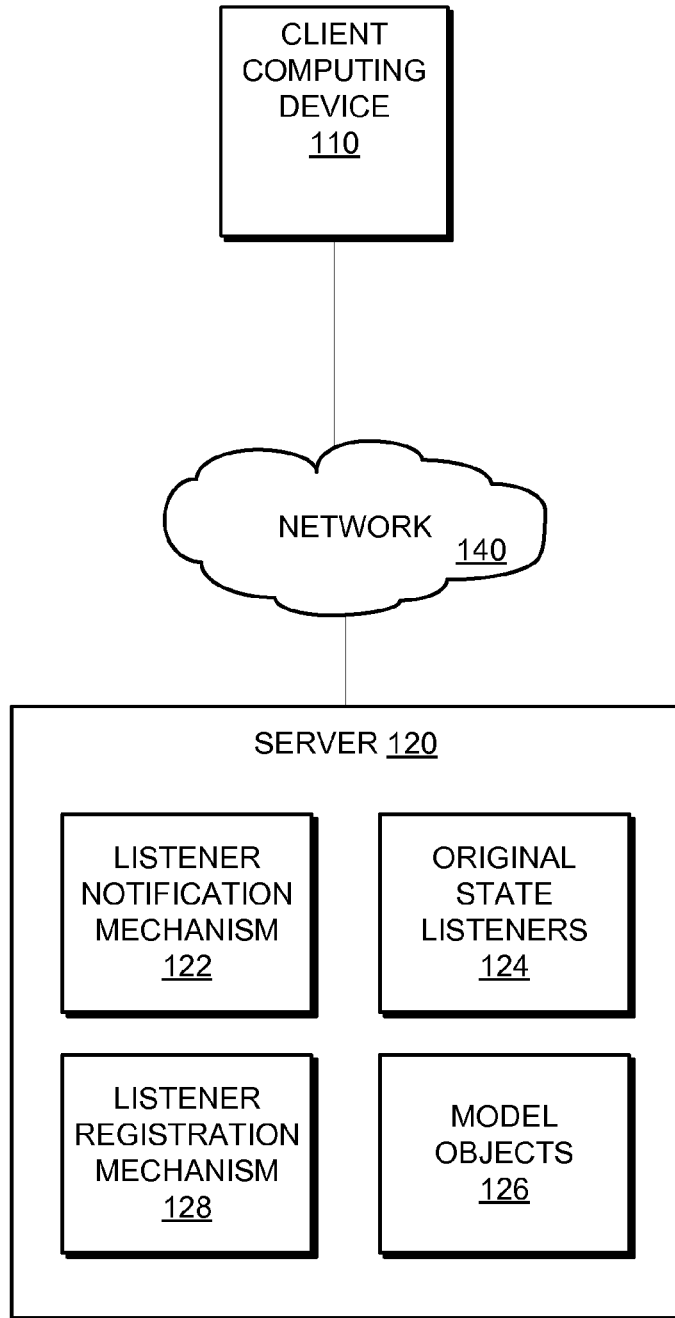 CLIENT
COMPUTING
DEVICE
110
NETWORK
140
SERVER 120
LISTENER
NOTIFICATION
MECHANISM
122
ORIGINAL
STATE
LISTENERS
124
LISTENER
REGISTRATION
MECHANISM
128
MODEL
OBJECTS
126